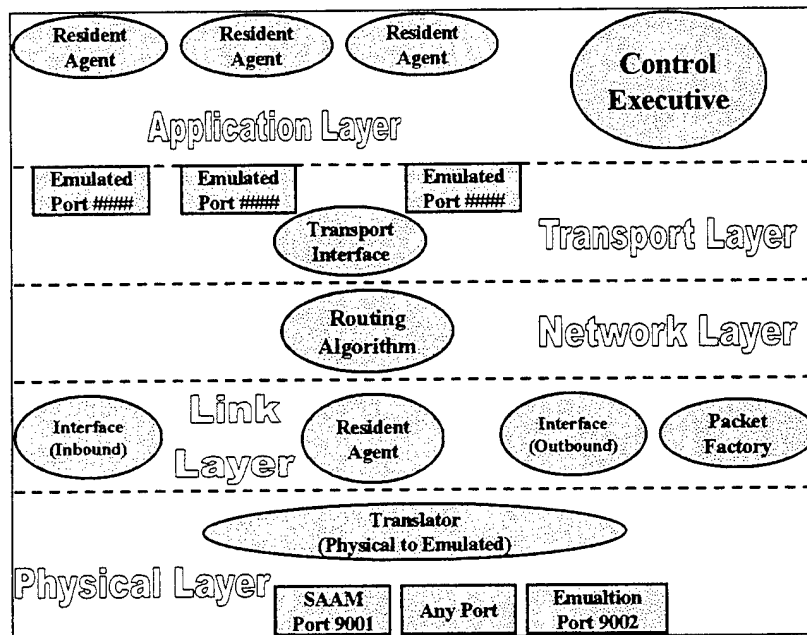 Resident
Agent
Resident
Agent
Resident
Agent
Control
Executive
Application Layer
Emulated
Port ####
Emulated
Port ####
Emulated
Port ####
Transport
Interface
Transport Layer
Routing
Algorithm
Network Layer
Interface
(Inbound)
Link
Layer
Resident
Agent
Interface
(Outbound)
Packet
Factory
Translator
(Physical to Emulated)
Physical Layer
SAAM
Port 9001
Any Port
Emualtion
Port 9002